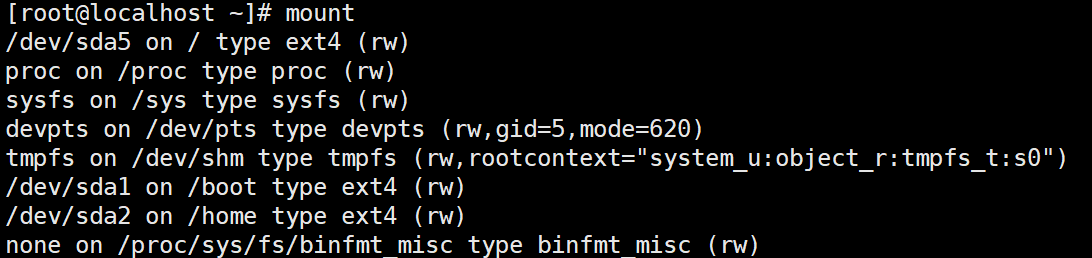 [root@localhost ~]# mount
/dev/sda5 on / type ext4 (rw)
proc on /proc type proc (rw)
sysfs on /sys type sysfs (rw)
devpts on /dev/pts type devpts (rw,gid=5,mode=620)
tmpfs on /dev/shm type tmpfs (rw,rootcontext="system_u:object_r:tmpfs_t:s0")
/dev/sda1 on /boot type ext4 (rw)
/dev/sda2 on /home type ext4 (rw)
none on /proc/sys/fs/binfmt_misc type binfmt_misc (rw)